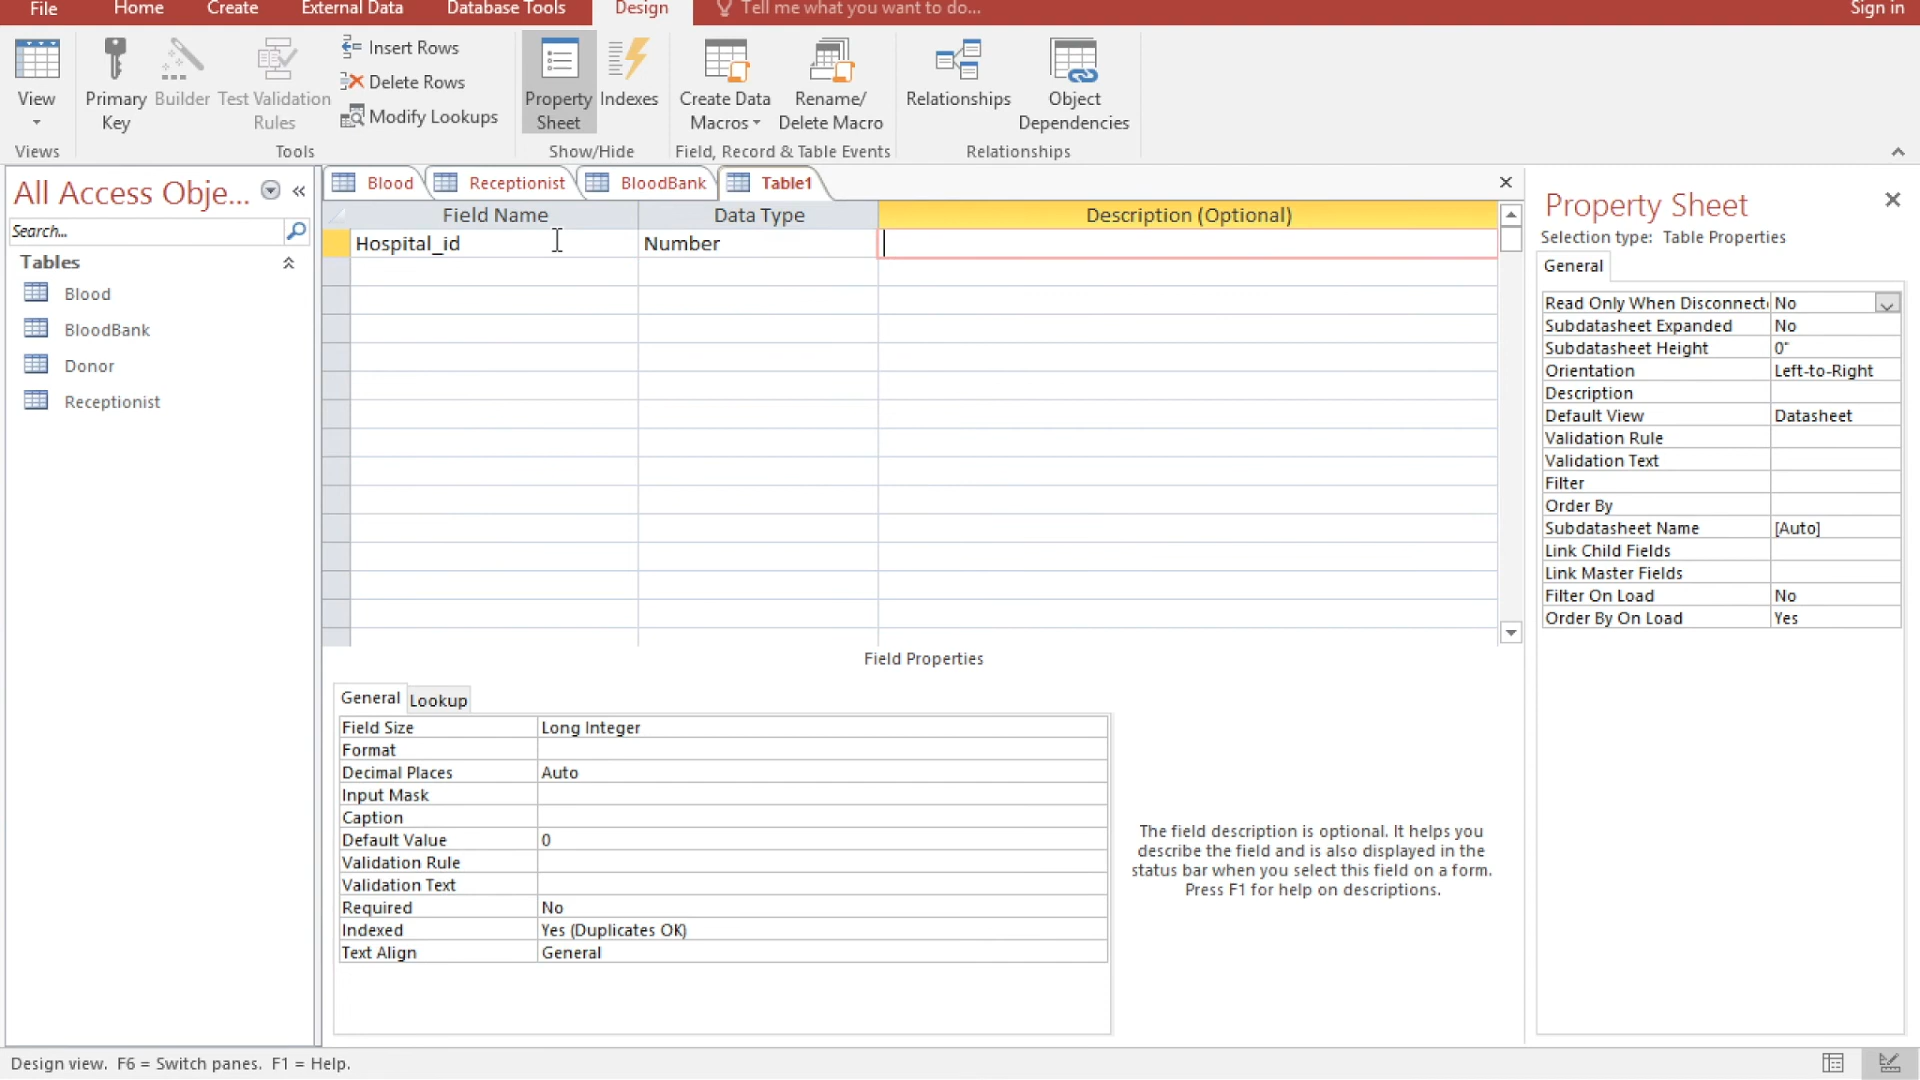 File
Home
Create
External Data
Database Tools
Design
Tell me what you want to do...
Sign in
View
Primary
Key
Builder
Test Validation
Rules
Insert Rows
Delete Rows
Modify Lookups
Property
Sheet
Indexes
Create Data
Macros
Rename/
Delete Macro
Relationships
Object
Dependencies
Views
Tools
Show/Hide
Field, Record & Table Events
Relationships
All Access Obje...
Search...
Tables
Blood
BloodBank
Donor
Receptionist
Blood
Receptionist
BloodBank
Table1
Field Name
Data Type
Description (Optional)
Hospital_id
Number
Field Properties
General
Lookup
Field Size
Long Integer
Format
Decimal Places
Auto
Input Mask
Caption
Default Value
0
Validation Rule
Validation Text
Required
No
Indexed
Yes (Duplicates OK)
Text Align
General
The field description is optional. It helps you
describe the field and is also displayed in the
status bar when you select this field on a form.
Press F1 for help on descriptions.
Property Sheet
Selection type: Table Properties
General
Read Only When Disconnect
No
Subdatasheet Expanded
No
Subdatasheet Height
0"
Orientation
Left-to-Right
Description
Default View
Datasheet
Validation Rule
Validation Text
Filter
Order By
Subdatasheet Name
[Auto]
Link Child Fields
Link Master Fields
Filter On Load
No
Order By On Load
Yes
Design view. F6 = Switch panes. F1 = Help.